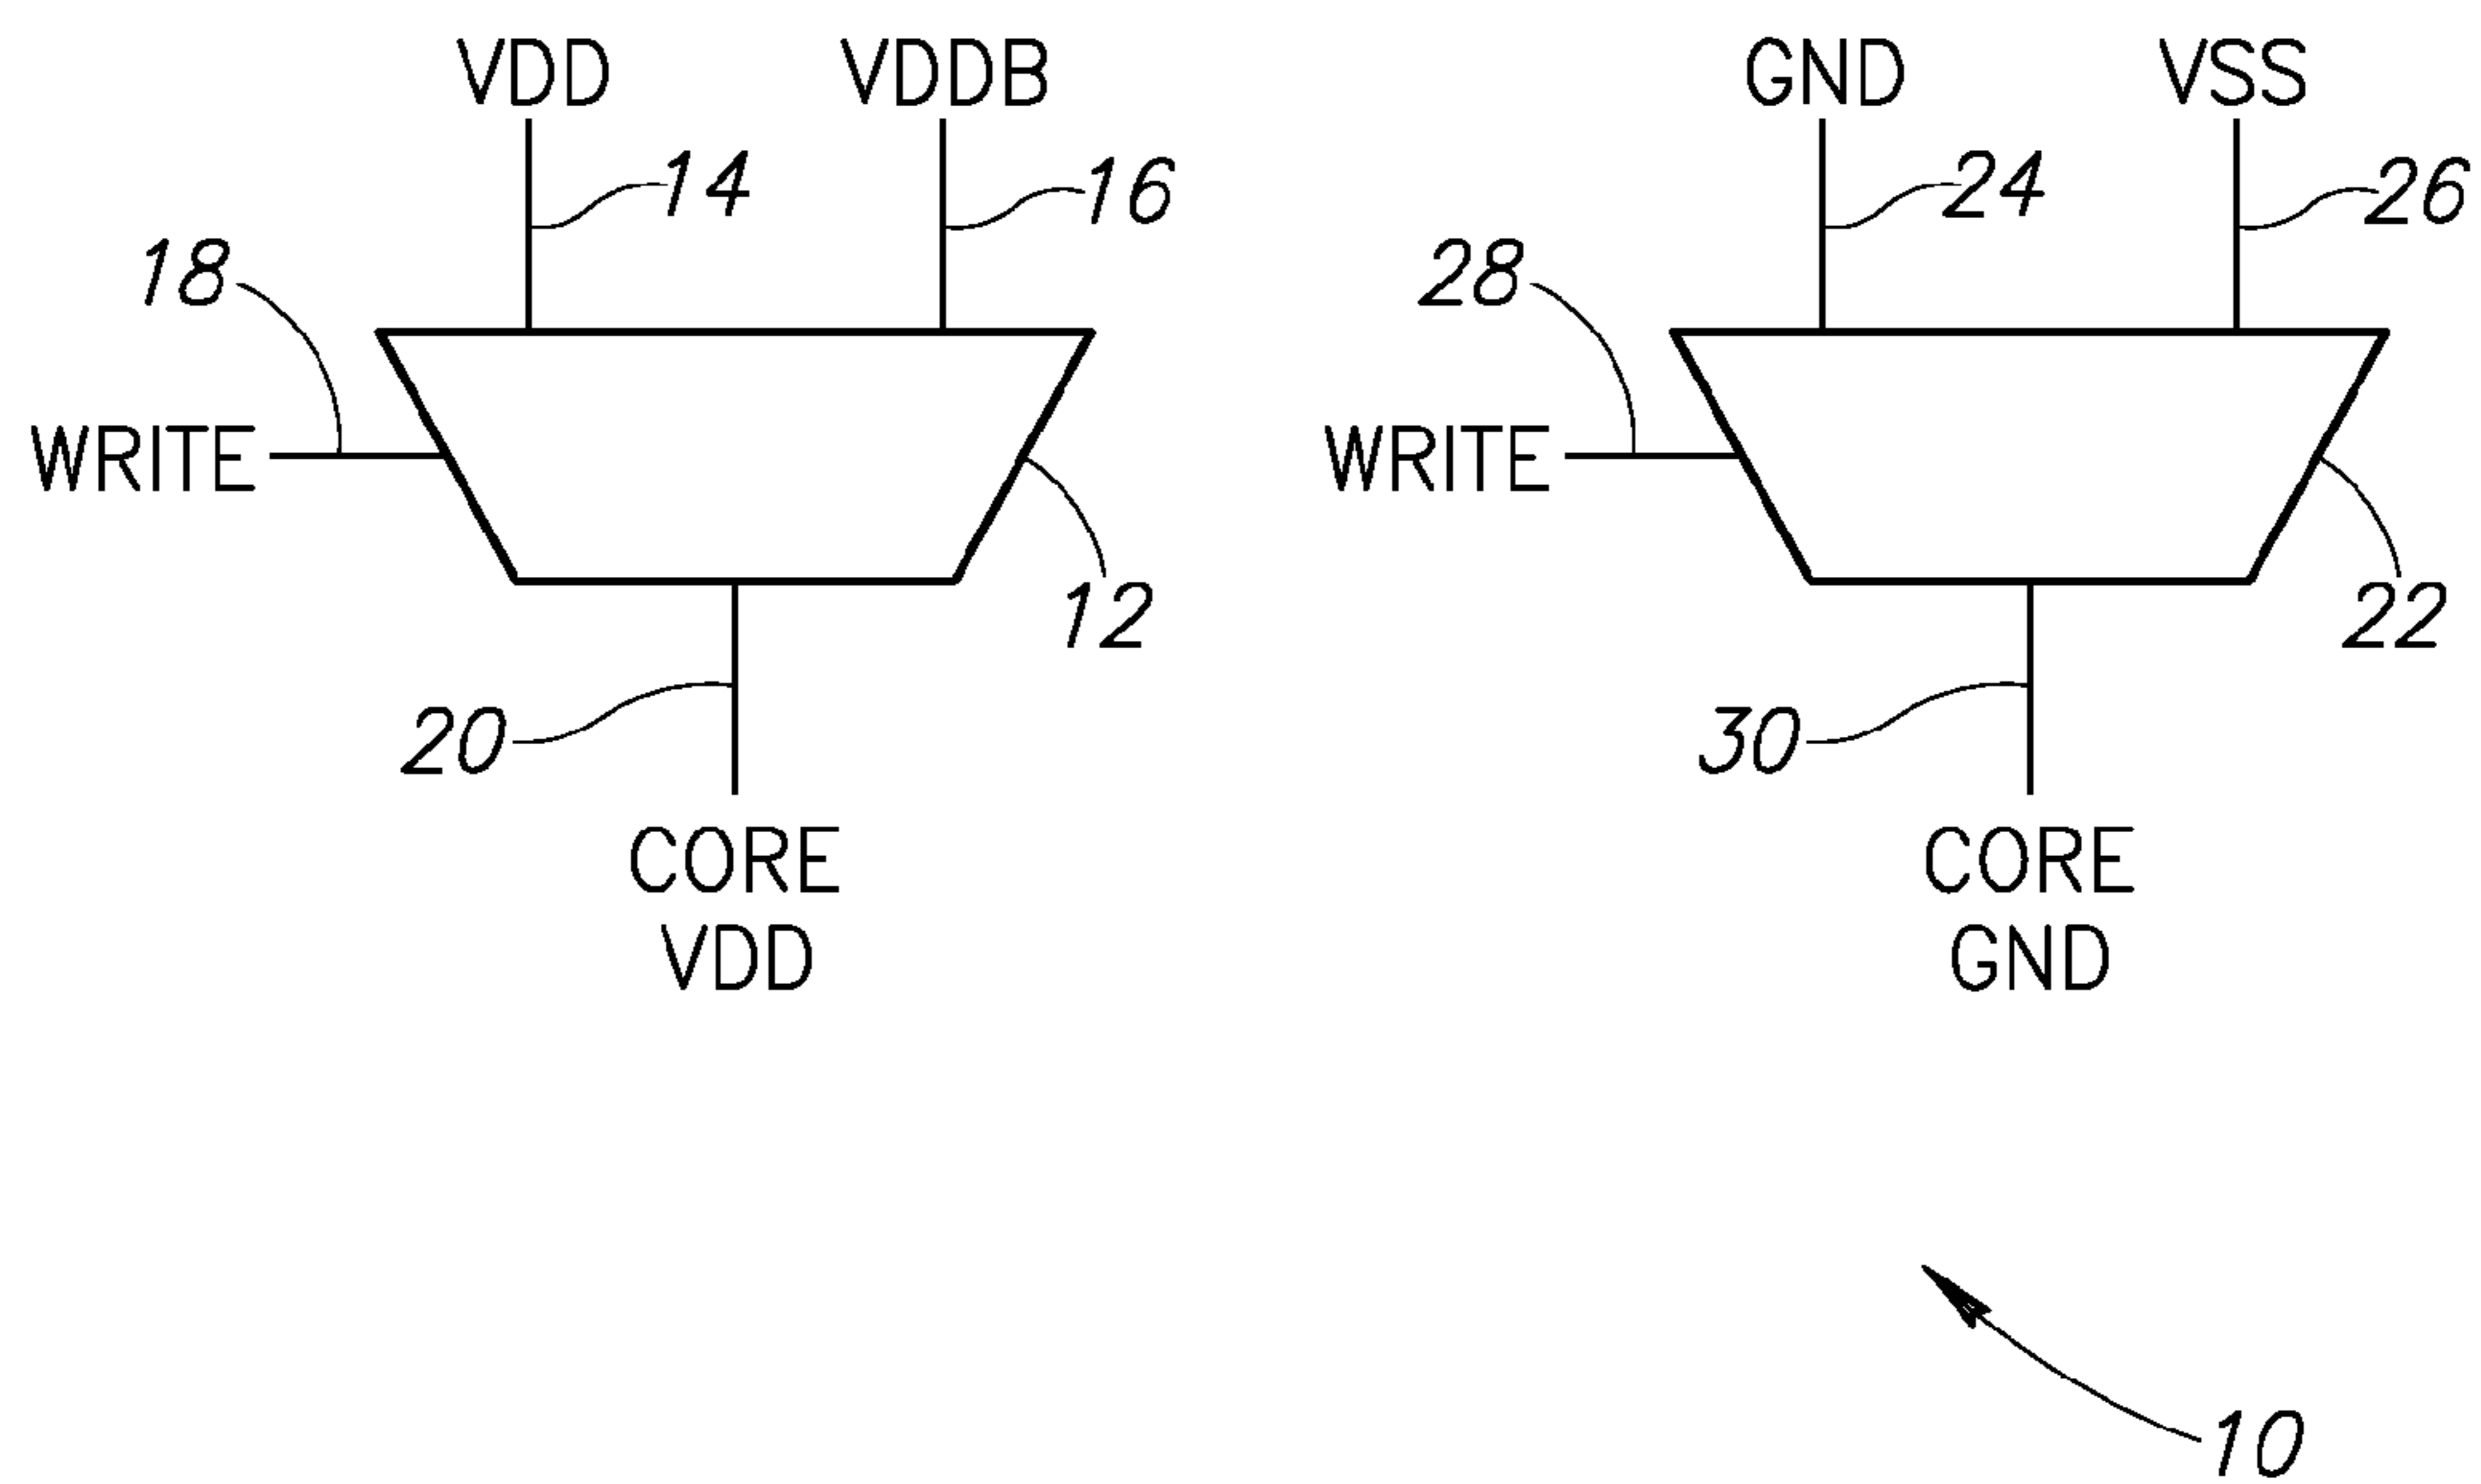 VDD VDDB GND VSS
14 16 24 26
18 28
WRITE WRITE
12 22
20 30
CORE CORE
VDD GND
10